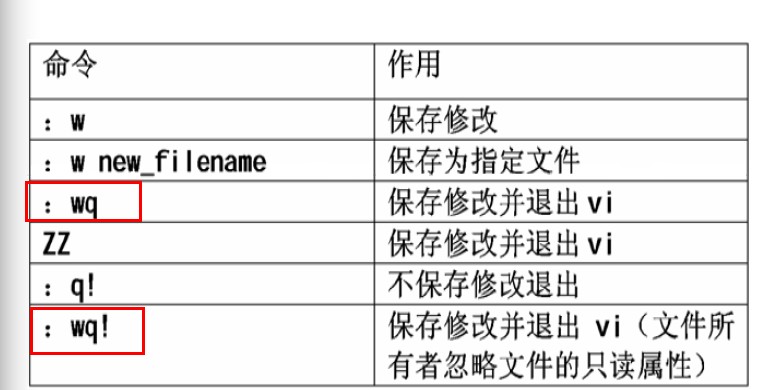 命令 作用
：w 保存修改
：w new_filename 保存为指定文件
：wq 保存修改并退出 vi
ZZ 保存修改并退出 vi
：q! 不保存修改退出
：wq! 保存修改并退出 vi（文件所
有者忽略文件的只读属性）